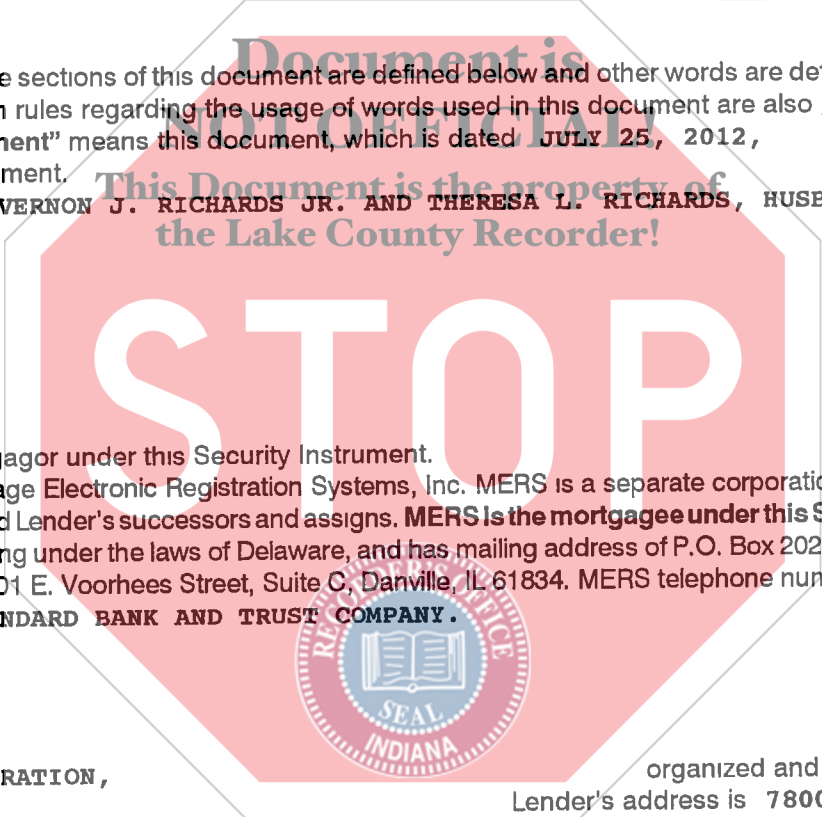 Document is
e sections of this document are defined below and other words are de
rules regarding the usage of words used in this document are also
NOT OFFICIAL!
ment" means this document, which is dated JULY 25, 2012,
ment.
This Document is the property of
VERNON J. RICHARDS JR. AND THERESA L. RICHARDS, HUSB
the Lake County Recorder!
STOP
gagor under this Security Instrument.
age Electronic Registration Systems, Inc. MERS is a separate corporatio
d Lender's successors and assigns. MERS is the mortgagee under this S
ng under the laws of Delaware, and has mailing address of P.O. Box 202
01 E. Voorhees Street, Suite C, Danville, IL 61834. MERS telephone num
NDARD BANK AND TRUST COMPANY.
RECORDER'S OFFICE
SEAL
INDIANA
organized and
RATION,
Lender's address is 7800